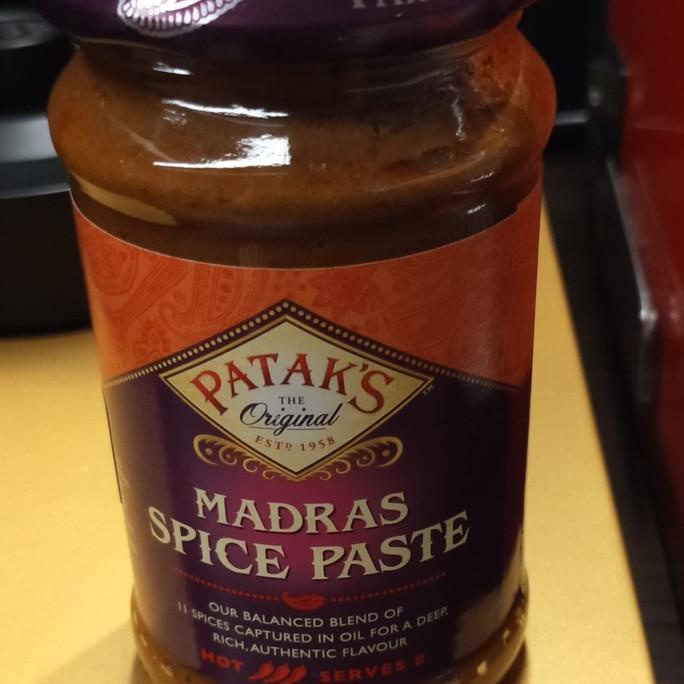 PATAK'S
THE
Original
ESTD 1958
MADRAS
SPICE PASTE
OUR BALANCED BLEND OF
11 SPICES CAPTURED IN OIL FOR A DEEP,
RICH, AUTHENTIC FLAVOUR
HOT SERVES 8